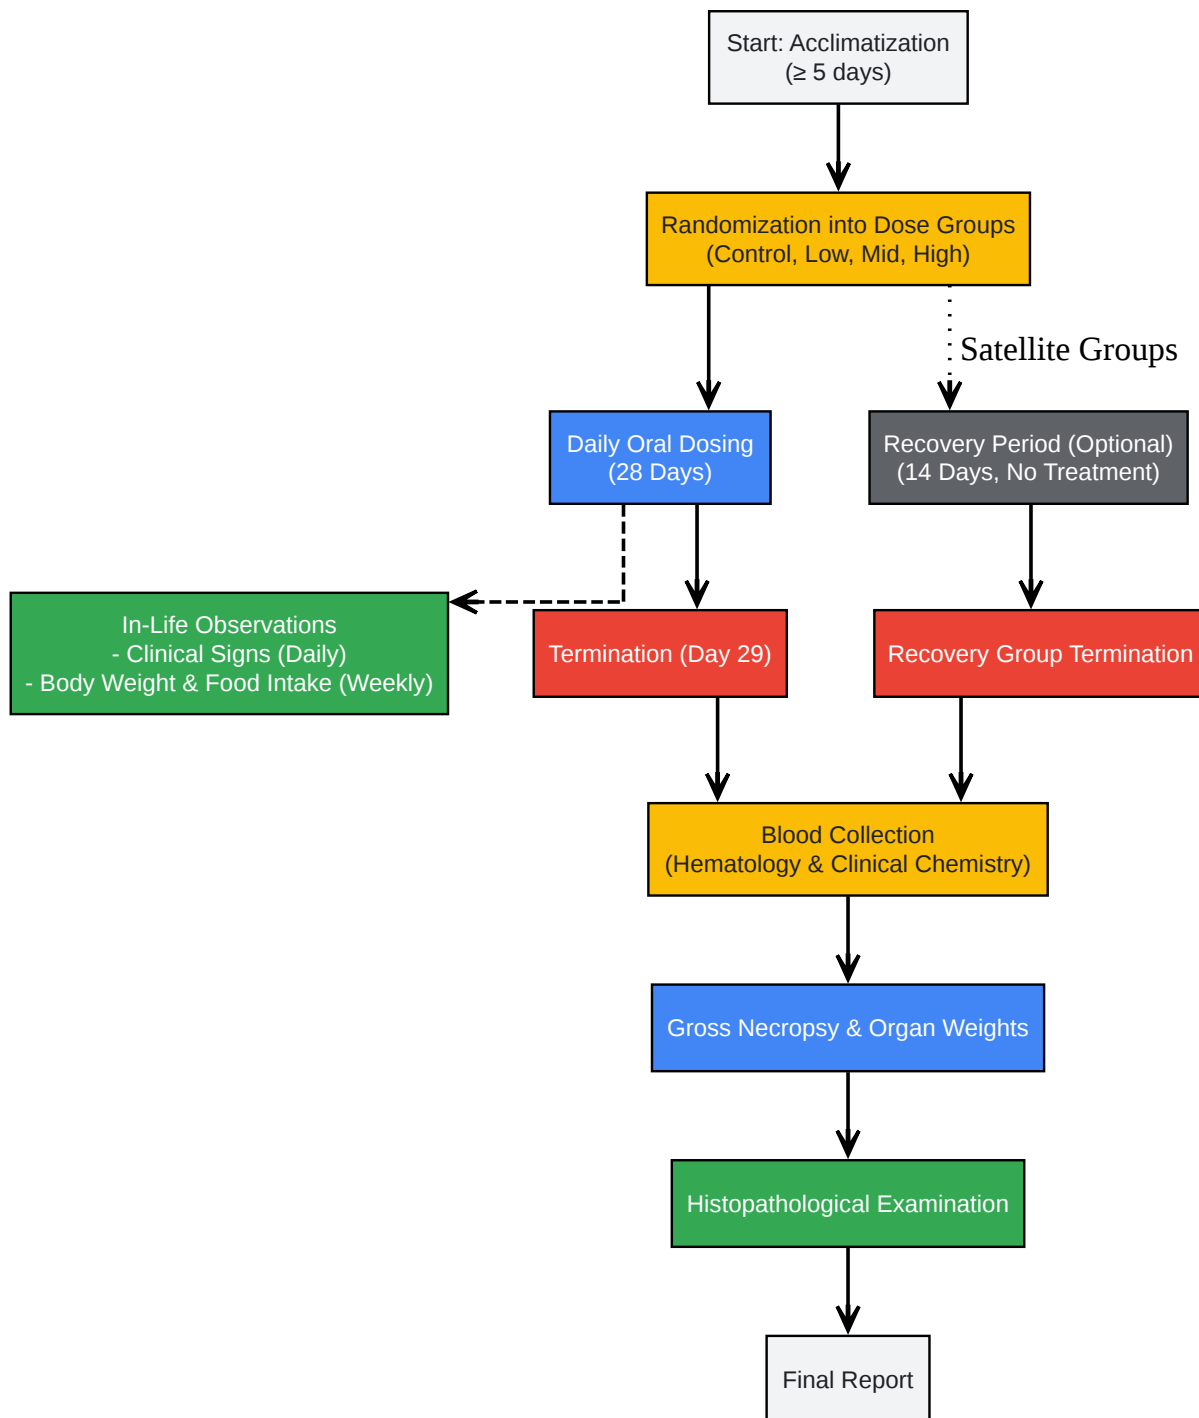 Start: Acclimatization
(≥ 5 days)
Randomization into Dose Groups
(Control, Low, Mid, High)
Satellite Groups
Daily Oral Dosing
(28 Days)
Recovery Period (Optional)
(14 Days, No Treatment)
In-Life Observations
- Clinical Signs (Daily)
- Body Weight & Food Intake (Weekly)
Termination (Day 29)
Recovery Group Termination
Blood Collection
(Hematology & Clinical Chemistry)
Gross Necropsy & Organ Weights
Histopathological Examination
Final Report